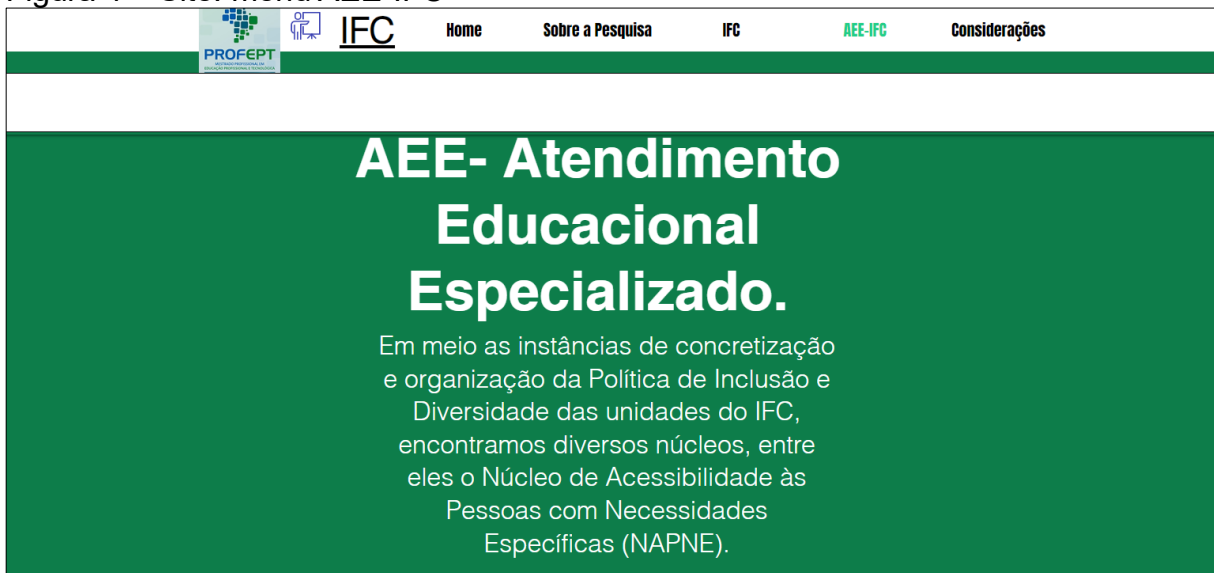 IFC Home Sobre a Pesquisa IFC AEE-IFC Considerações
PROFEPT
AEE- Atendimento
Educacional
Especializado.
Em meio as instâncias de concretização
e organização da Política de Inclusão e
Diversidade das unidades do IFC,
encontramos diversos núcleos, entre
eles o Núcleo de Acessibilidade às
Pessoas com Necessidades
Específicas (NAPNE).